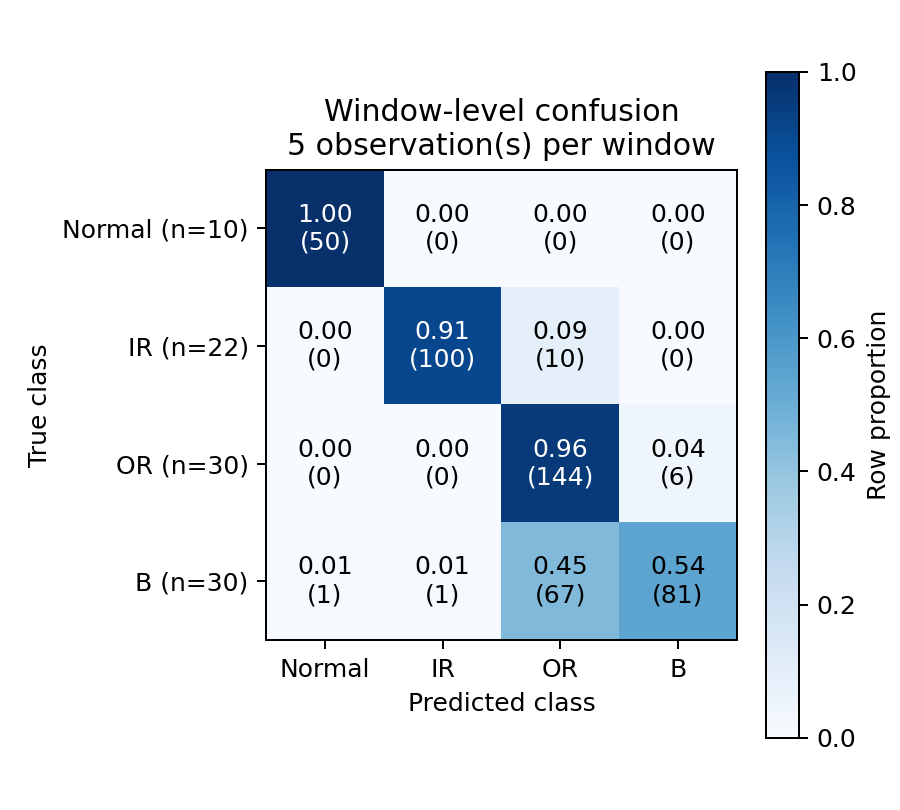 Window-level confusion
5 observation(s) per window
True class
Normal (n=10)
1.00 0.00 0.00 0.00
(50) (0) (0) (0)
IR (n=22)
0.00 0.91 0.09 0.00
(0) (100) (10) (0)
OR (n=30)
0.00 0.00 0.96 0.04
(0) (0) (144) (6)
B (n=30)
0.01 0.01 0.45 0.54
(1) (1) (67) (81)
Normal IR OR B
Predicted class
1.0
0.8
0.6
0.4
0.2
0.0
Row proportion